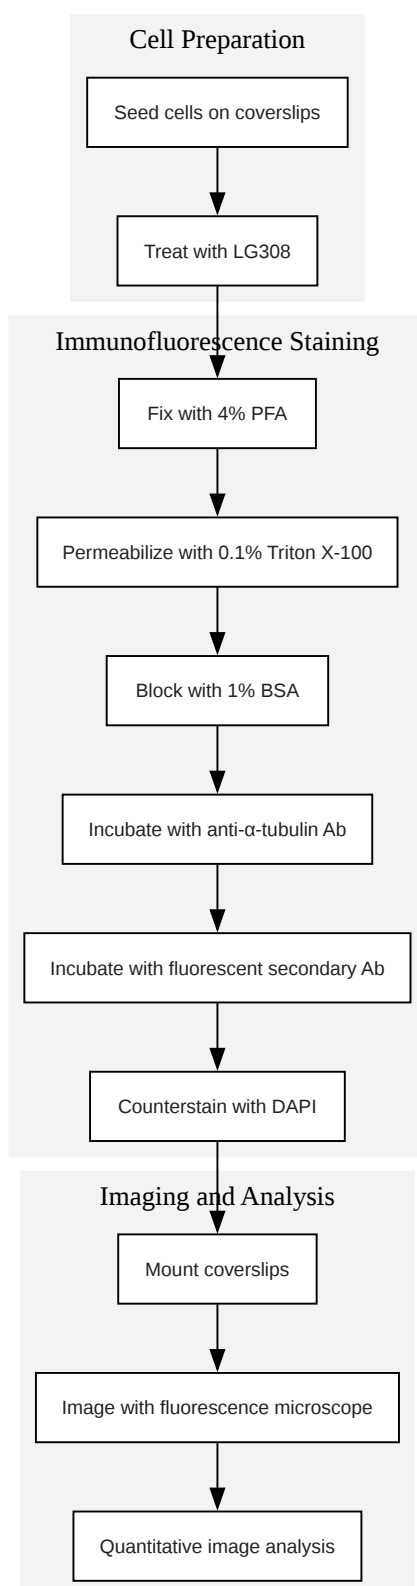 Cell Preparation
Seed cells on coverslips
Treat with LG308
Immunofluorescence Staining
Fix with 4% PFA
Permeabilize with 0.1% Triton X-100
Block with 1% BSA
Incubate with anti-α-tubulin Ab
Incubate with fluorescent secondary Ab
Counterstain with DAPI
Imaging and Analysis
Mount coverslips
Image with fluorescence microscope
Quantitative image analysis